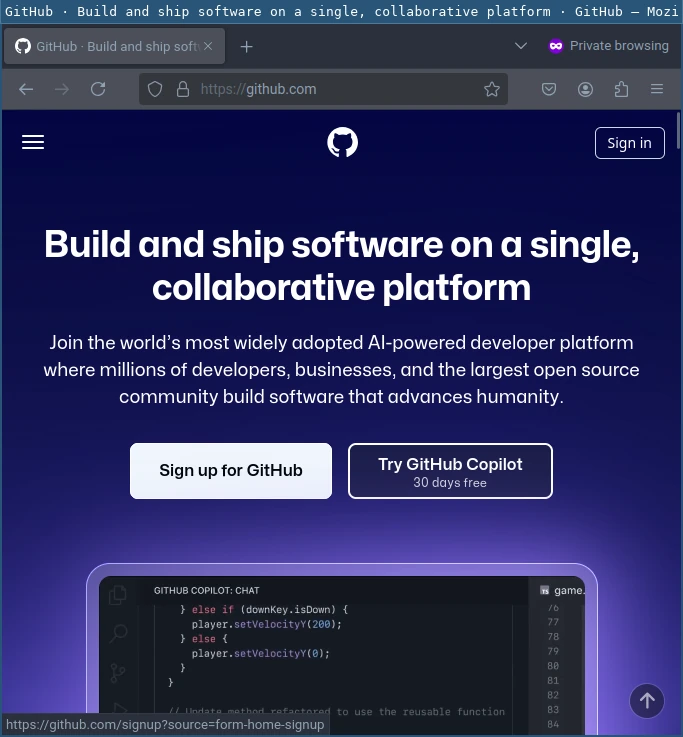 GitHub · Build and ship software on a single, collaborative platform · GitHub — Mozi
GitHub · Build and ship soft
Private browsing
https://github.com
Sign in
Build and ship software on a single,
collaborative platform
Join the world's most widely adopted AI-powered developer platform
where millions of developers, businesses, and the largest open source
community build software that advances humanity.
Sign up for GitHub
Try GitHub Copilot
30 days free
GITHUB COPILOT: CHAT
TS game.
} else if (downKey.isDown) {
player.setVelocityY(200);
} else {
player.setVelocityY(0);
}
}
// Update method refactored to use the reusable function
76
77
78
79
80
81
82
83
84
https://github.com/signup?source=form-home-signup